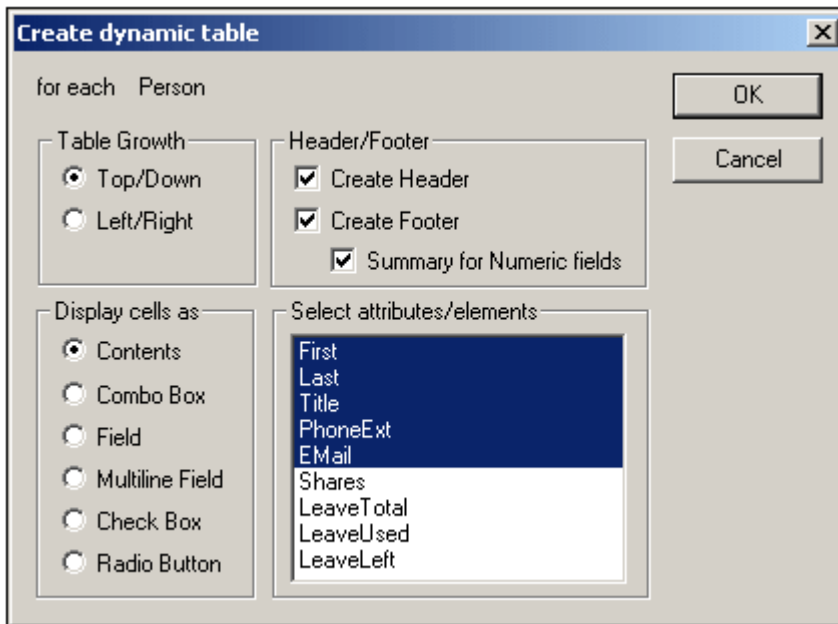 Create dynamic table
for each Person
OK
Cancel
Table Growth
Top/Down
Left/Right
Header/Footer
Create Header
Create Footer
Summary for Numeric fields
Display cells as
Contents
Combo Box
Field
Multiline Field
Check Box
Radio Button
Select attributes/elements
First
Last
Title
PhoneExt
EMail
Shares
LeaveTotal
LeaveUsed
LeaveLeft